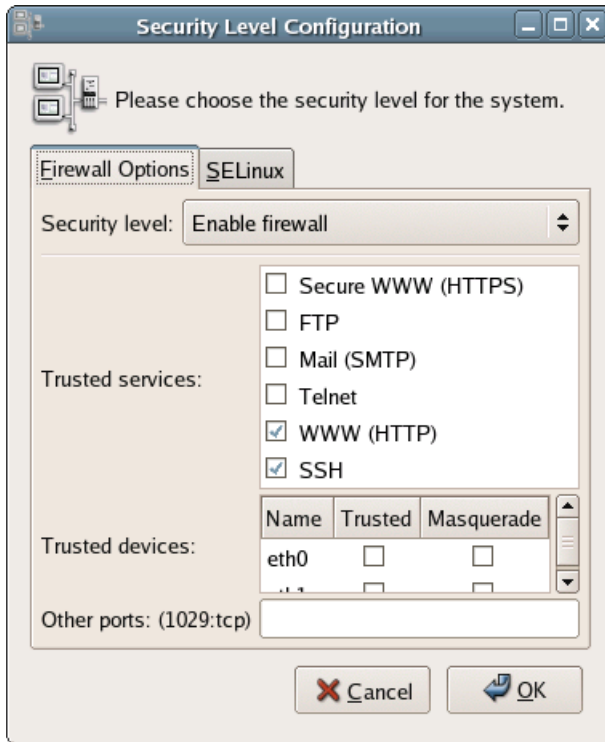 Security Level Configuration
Please choose the security level for the system.
Firewall Options SELinux
Security level: Enable firewall
Trusted services:
Secure WWW (HTTPS)
FTP
Mail (SMTP)
Telnet
WWW (HTTP)
SSH
Trusted devices:
Name Trusted Masquerade
eth0
Other ports: (1029:tcp)
Cancel OK